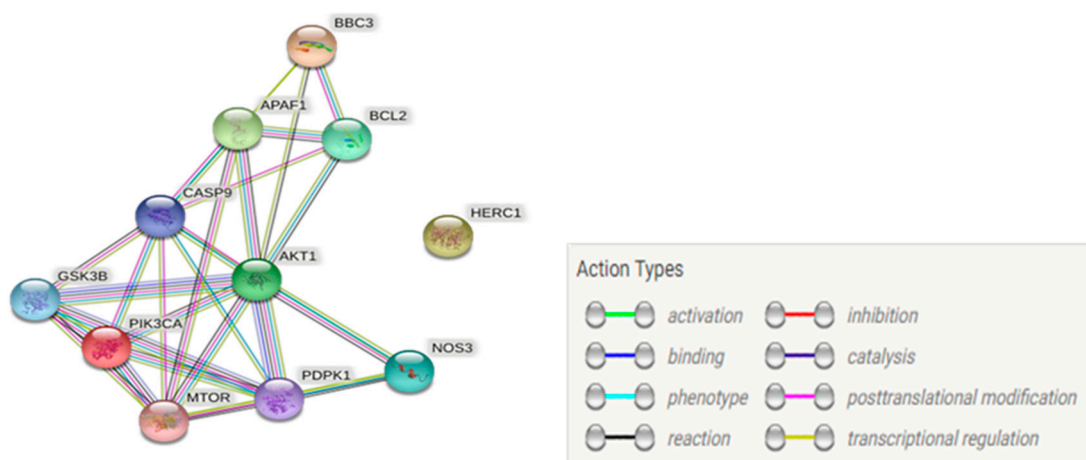 BBC3
APAF1
BCL2
CASP9
HERC1
AKT1
GSK3B
PIK3CA
NOS3
PDPK1
MTOR
Action Types
activation
inhibition
binding
catalysis
phenotype
posttranslational modification
reaction
transcriptional regulation